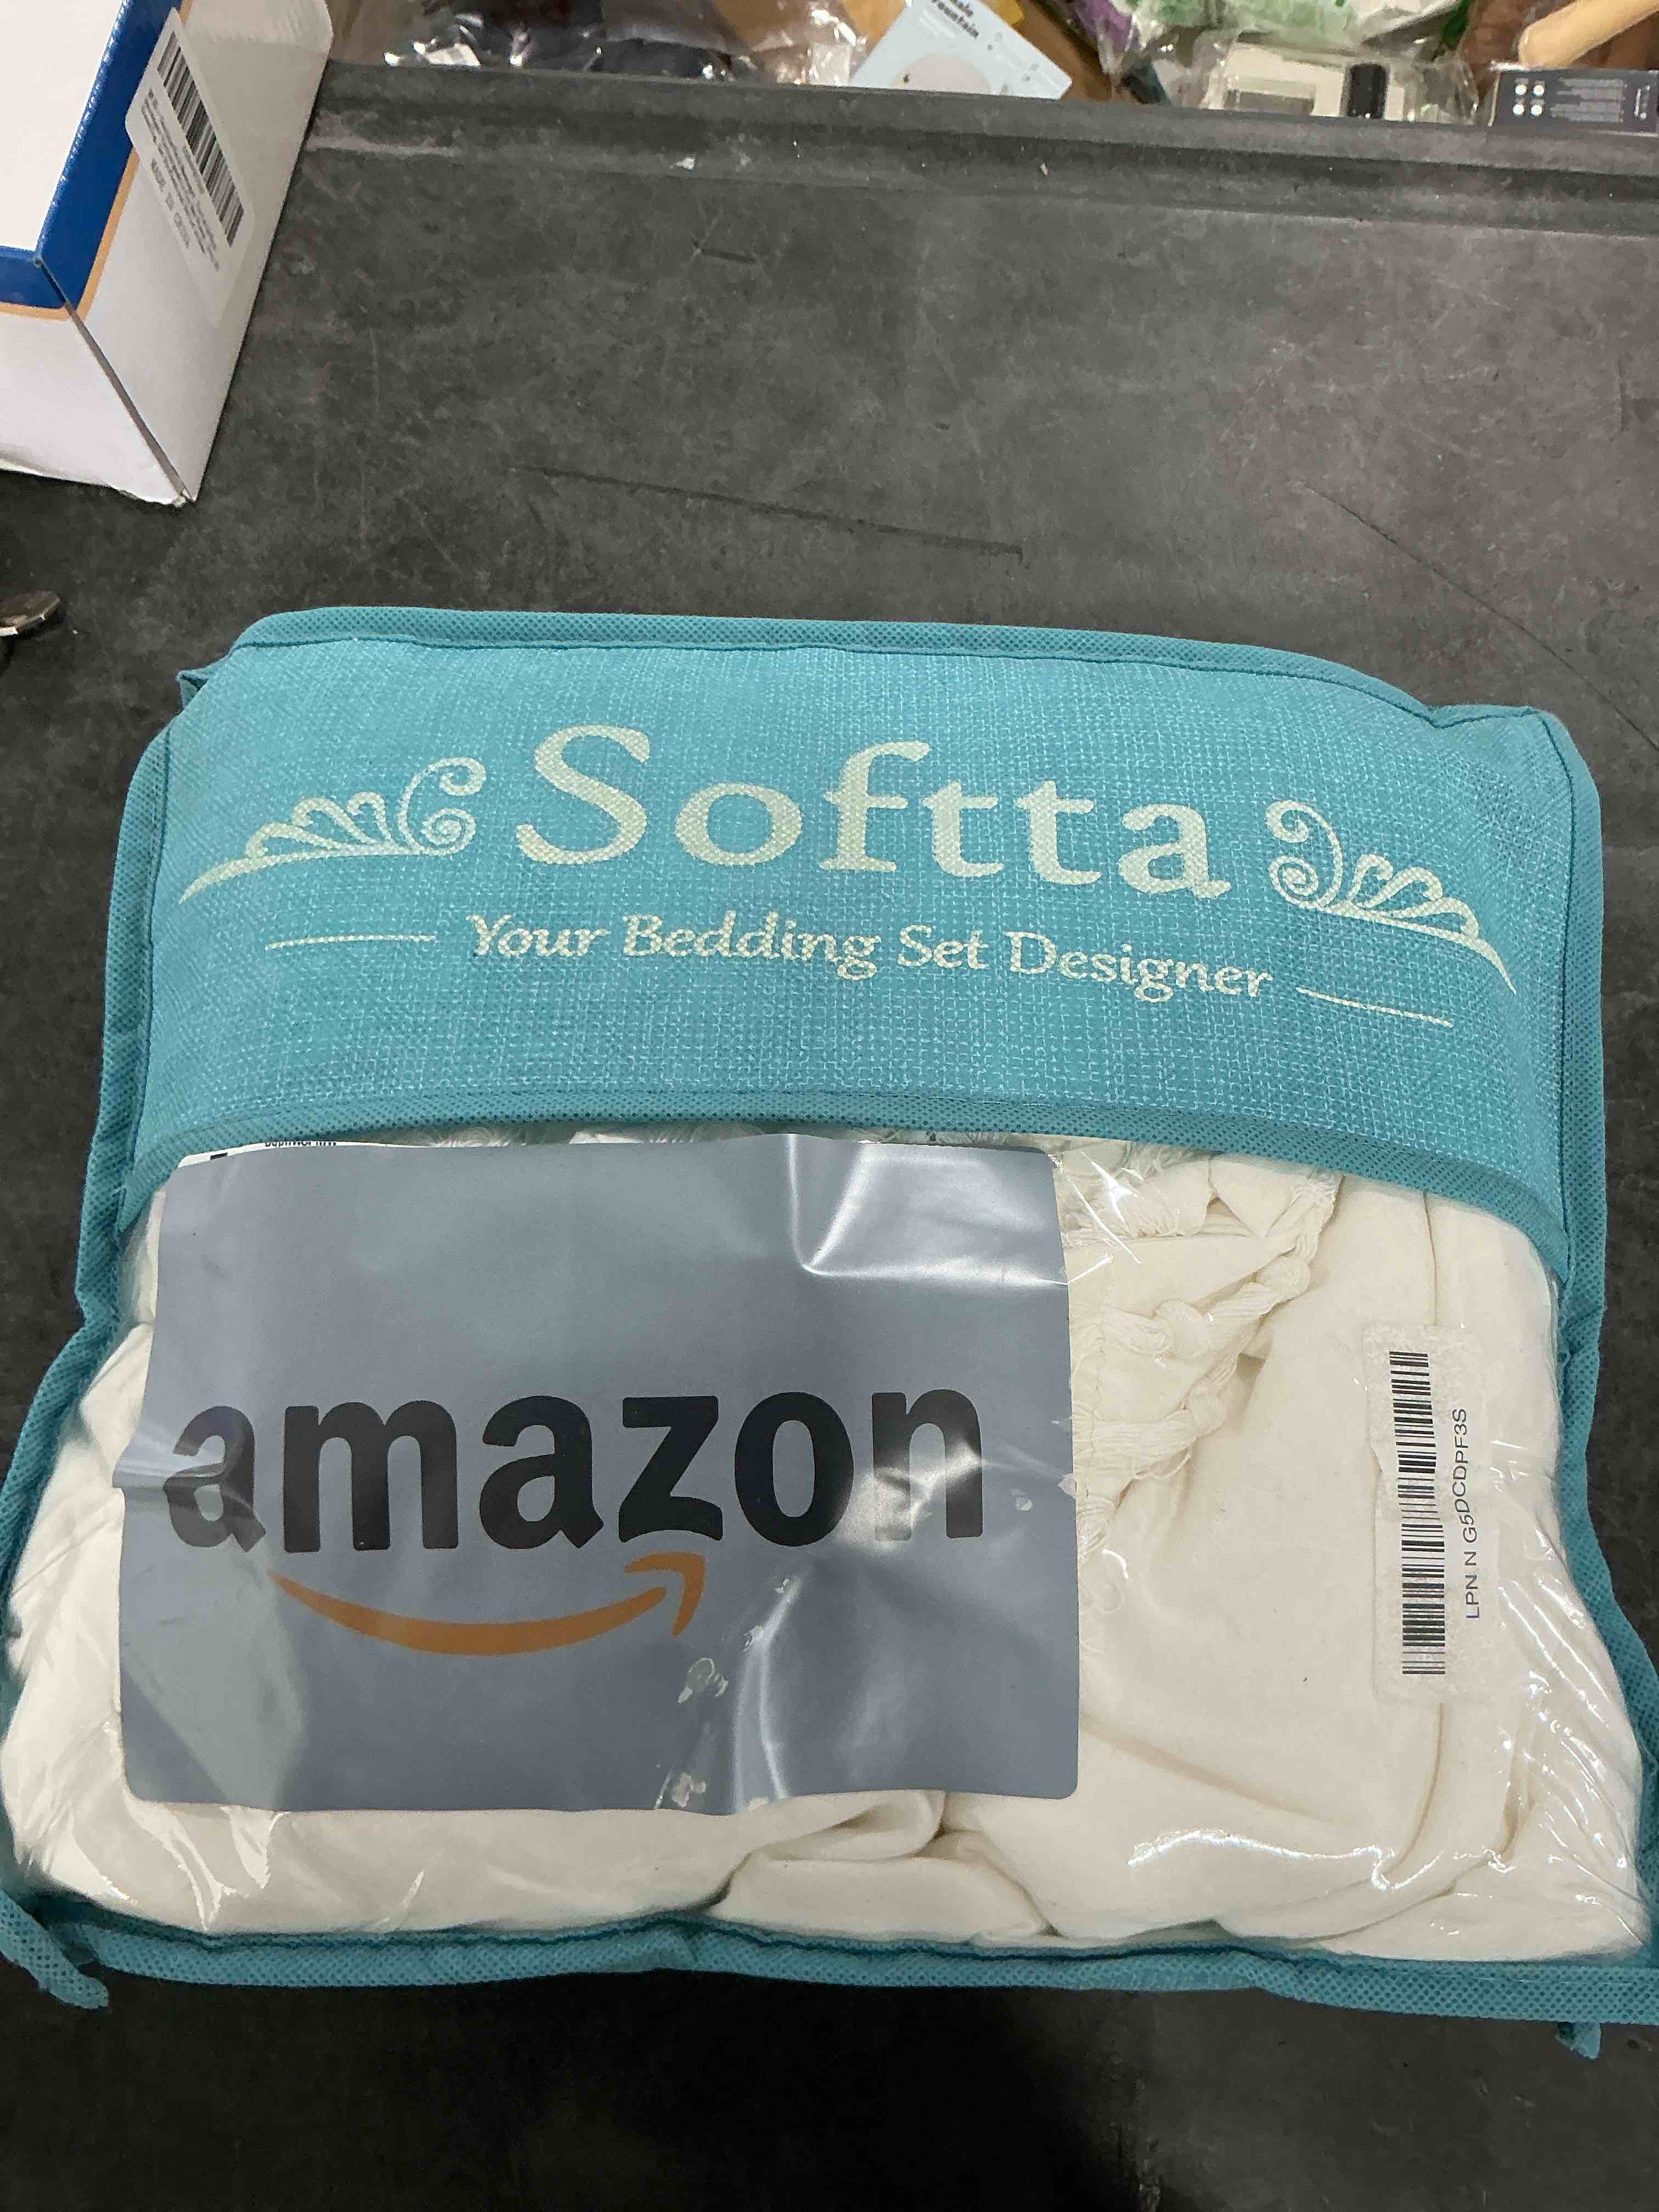 Softta
Your Bedding Set Designer
amazon
LPN N G5DCDPF3S